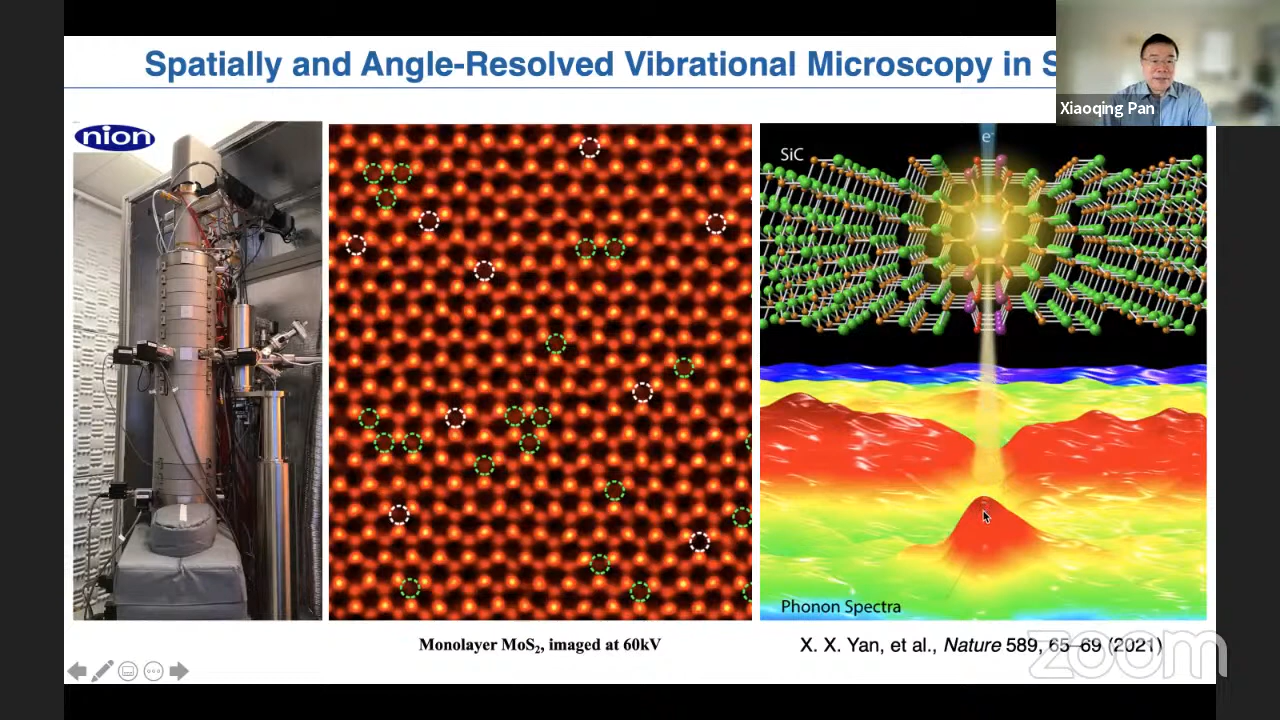 Spatially and Angle-Resolved Vibrational Microscopy in S
Xiaoqing Pan
nion
SiC
e-
Phonon Spectra
Monolayer MoS₂, imaged at 60kV
X. X. Yan, et al., Nature 589, 65–69 (2021)
zoom